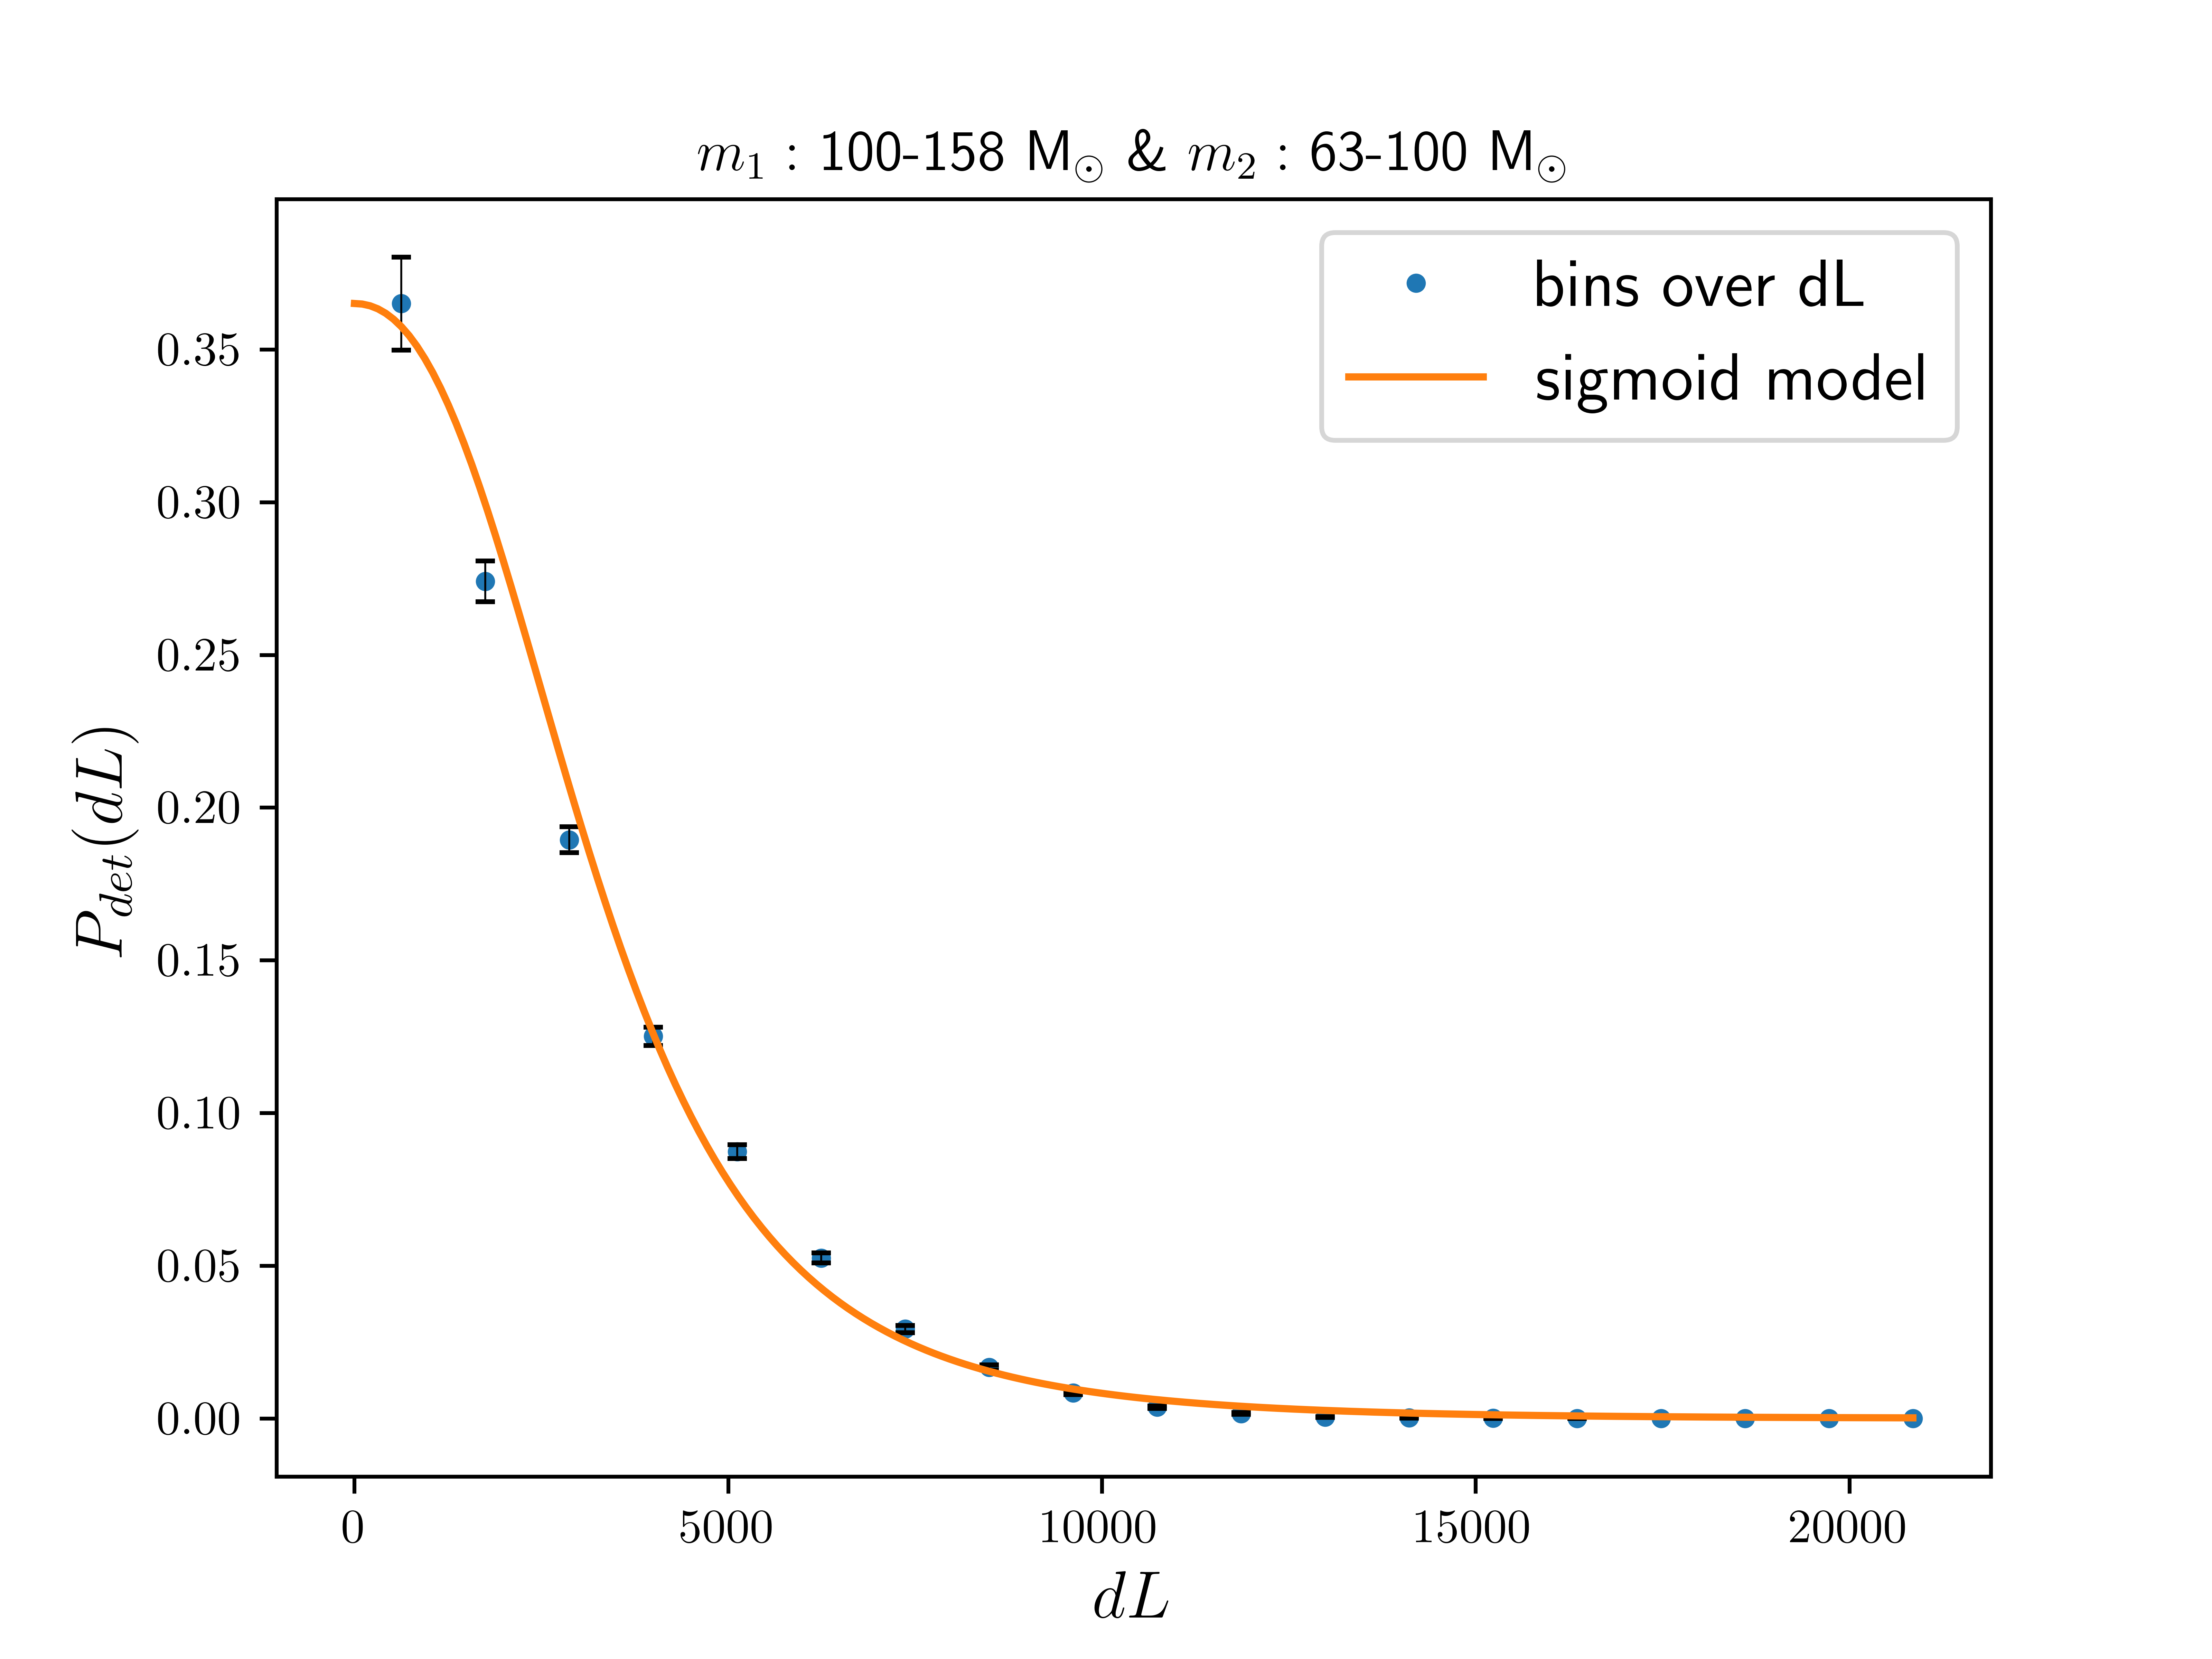 m₁ : 100-158 M⊙ & m₂ : 63-100 M⊙
bins over dL
sigmoid model
0.35
0.30
0.25
0.20
0.15
0.10
0.05
0.00
P_det(dL)
0 5000 10000 15000 20000
dL